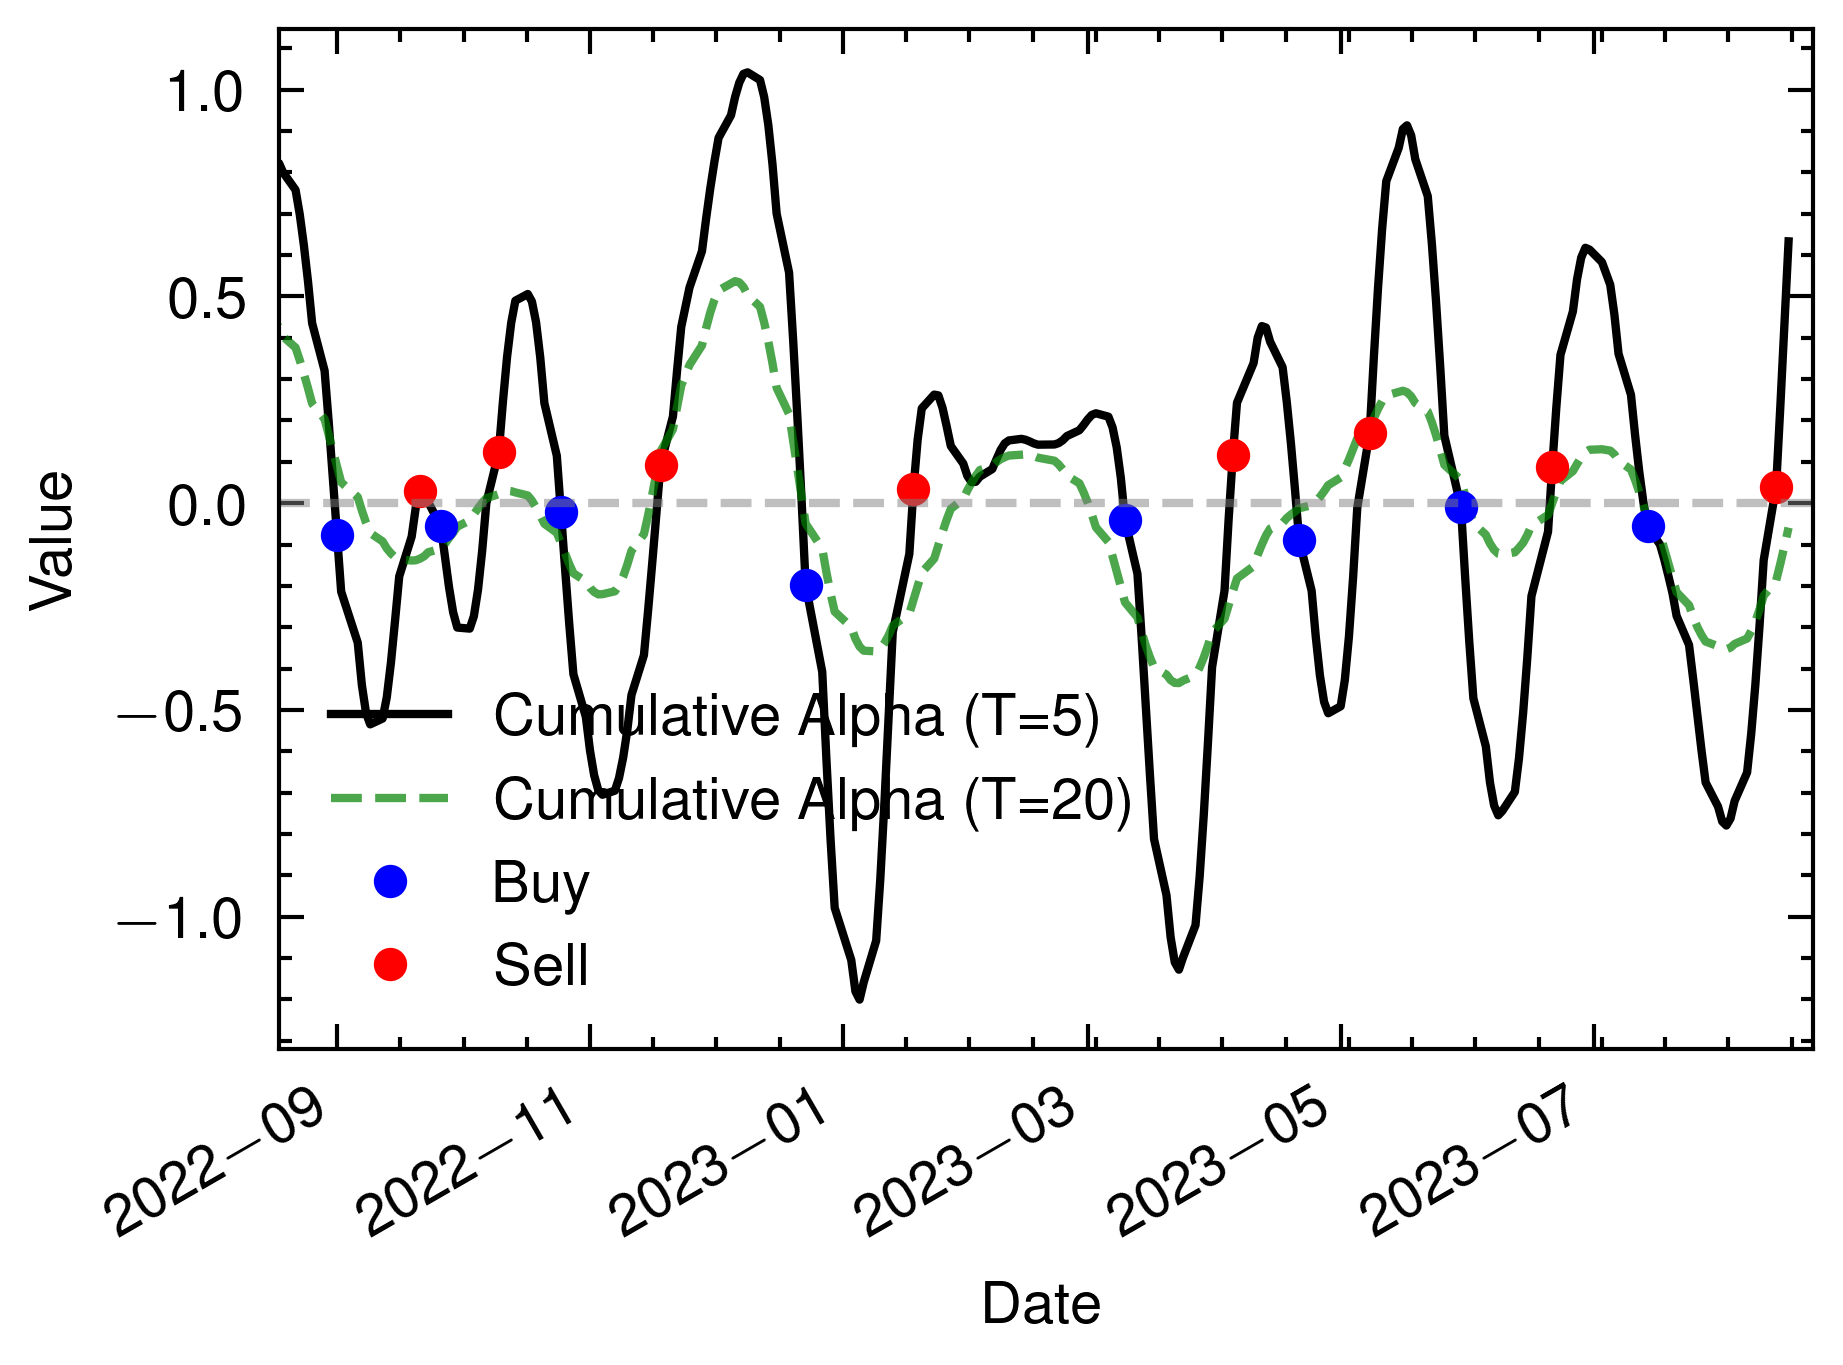 1.0
0.5
0.0
−0.5
−1.0
Value
Cumulative Alpha (T=5)
Cumulative Alpha (T=20)
Buy
Sell
2022−09
2022−11
2023−01
2023−03
2023−05
2023−07
Date